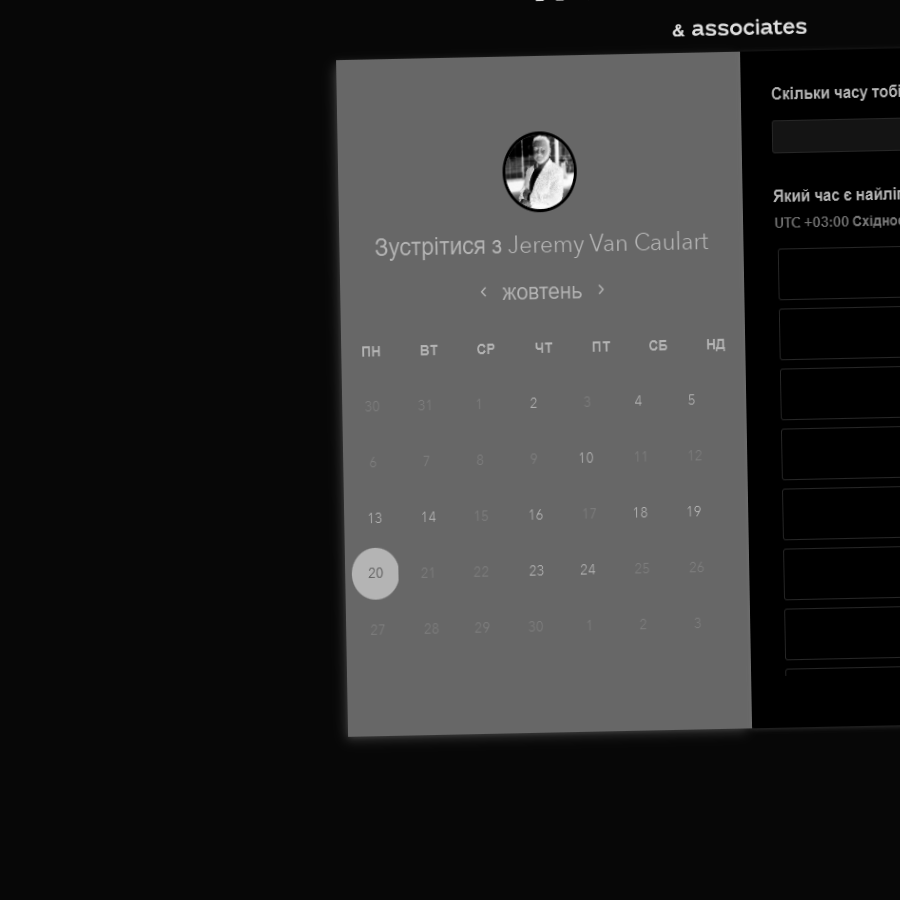 & associates
Зустрітися з Jeremy Van Caulart
‹ жовтень ›
ПН ВТ СР ЧТ ПТ СБ НД
30 31 1 2 3 4 5
6 7 8 9 10 11 12
13 14 15 16 17 18 19
20 21 22 23 24 25 26
27 28 29 30 1 2 3
Скільки часу тобі
Який час є
UTC +03:00